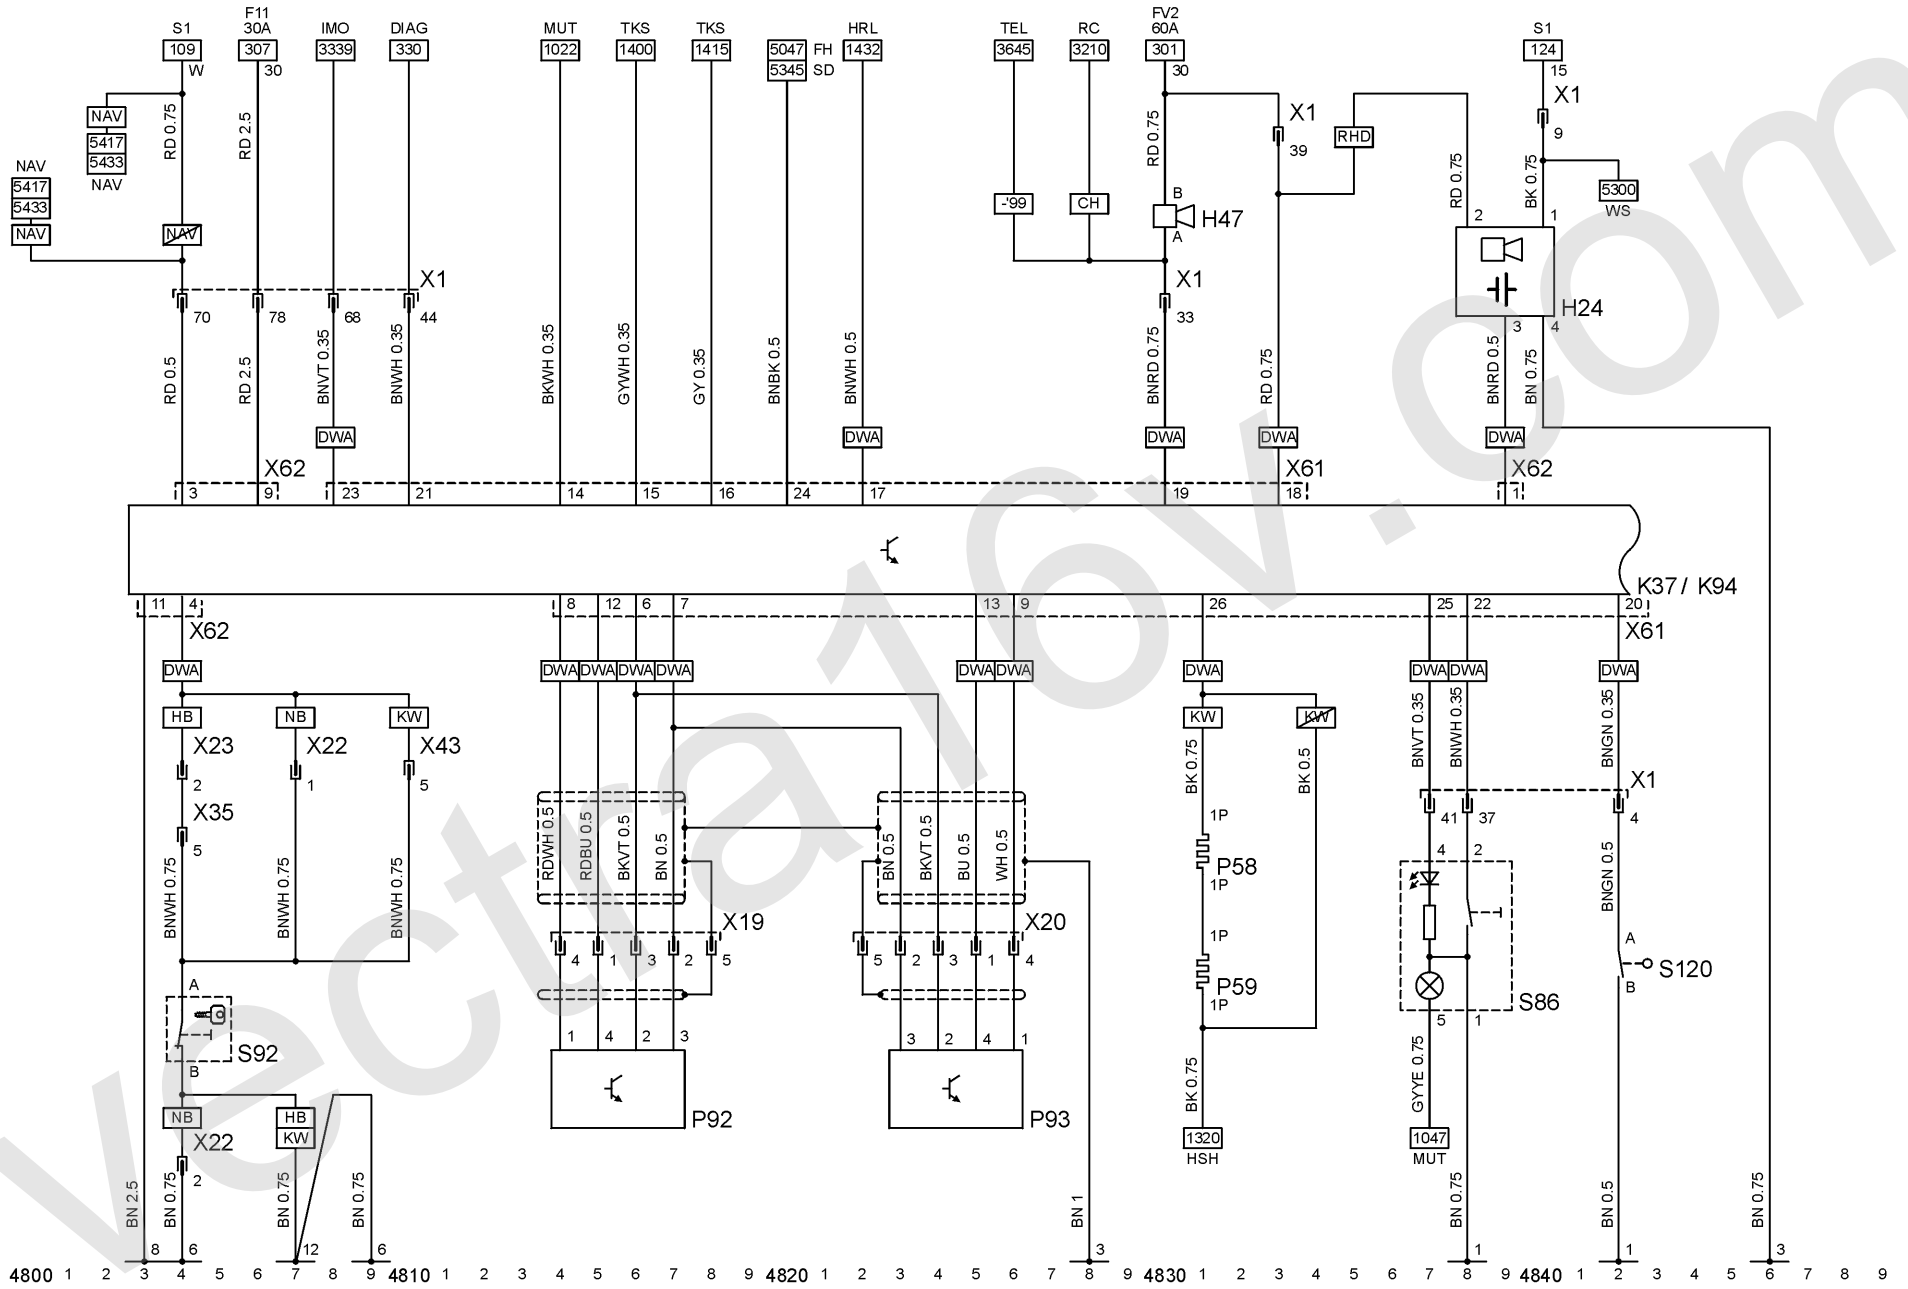 S1 F11 IMO DIAG MUT TKS TKS HRL TEL RC FV2 S1
30A 60A
109 307 3339 330 1022 1400 1415 5047 FH 1432 3645 3210 301 124
5345 SD
W 30 30 15
NAV
5417
5433
NAV
NAV
5417
5433
NAV
NAV
RD 0.75
RD 2.5
RD 0.75
X1
39
RHD
RD 0.75
X1
9
BK 0.75
5300
WS
-'99 CH
B
H47
A
2 1
H24
3 4
X1
70 78 68 44
X1
33
RD 0.5
RD 2.5
BNVT 0.35
BNWH 0.35
BKWH 0.35
GYWH 0.35
GY 0.35
BNBK 0.5
BNWH 0.5
BNRD 0.75
RD 0.75
BNRD 0.5
BN 0.75
DWA DWA DWA DWA DWA
X62 X61 X62
3 9 23 21 14 15 16 24 17 19 18 1
K37 / K94
11 4 8 12 6 7 13 9 26 25 22 20
X62 X61
DWA DWA DWA DWA DWA DWA DWA DWA DWA DWA DWA
HB NB KW KW KW
X23 X22 X43
2 1 5
X35
5
BNWH 0.75
BNWH 0.75
BNWH 0.75
RDWH 0.5
RDBU 0.5
BKVT 0.5
BN 0.5
BN 0.5
BKVT 0.5
BU 0.5
WH 0.5
BK 0.75
BK 0.5
BNVT 0.35
BNWH 0.35
BNGN 0.35
X1
41 37 4
1P
P58
1P
1P
P59
1P
4 2
BNGN 0.5
S86
5 1
A
S120
B
X19
4 1 3 2 5
X20
5 2 3 1 4
1 4 2 3
3 2 4 1
P92
P93
A
S92
B
NB
HB
KW
X22
2
BN 2.5
BN 0.75
BN 0.75
BN 0.75
BN 1
BK 0.75
1320
HSH
GYYE 0.75
1047
MUT
BN 0.75
BN 0.5
BN 0.75
8 6 12 6 3 1 1 3
4800 1 2 3 4 5 6 7 8 9 4810 1 2 3 4 5 6 7 8 9 4820 1 2 3 4 5 6 7 8 9 4830 1 2 3 4 5 6 7 8 9 4840 1 2 3 4 5 6 7 8 9
vectra16v.com